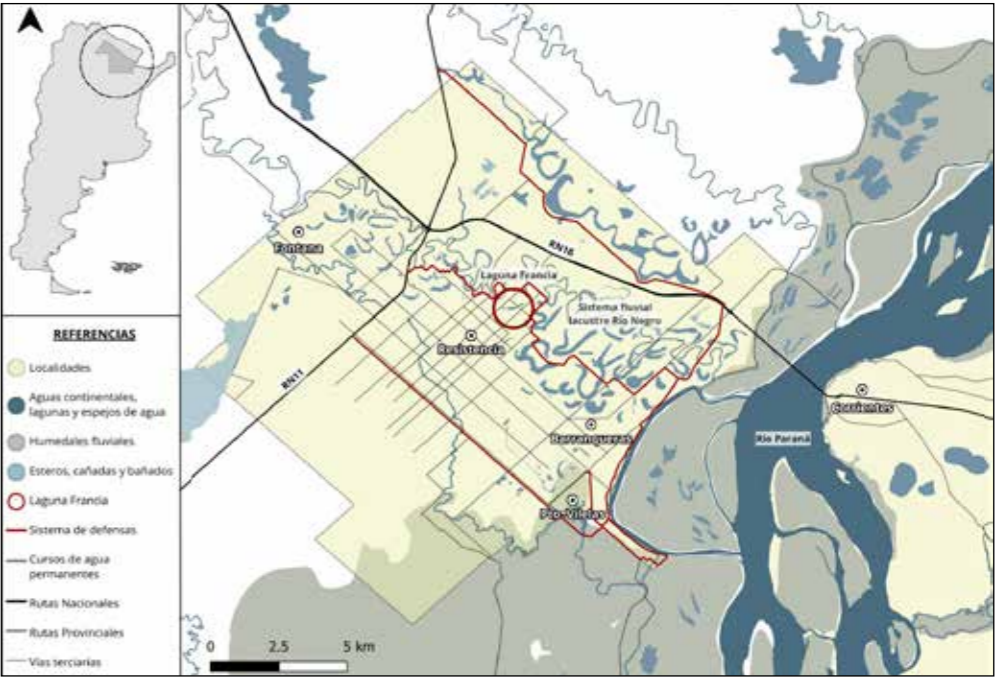 REFERENCIAS
Localidades
Aguas continentales,
lagunas y espejos de agua
Humedales fluviales
Esteros, cañadas y bañados
Laguna Francia
Sistema de defensas
Cursos de agua
permanentes
Rutas Nacionales
Rutas Provinciales
Vías terciarias
Fontana
RN16
Laguna Francia
Sistema fluvial
lacustre Río Negro
Resistencia
RN11
Barranqueras
Corrientes
Río Paraná
Pto. Vilelas
0 2.5 5 km